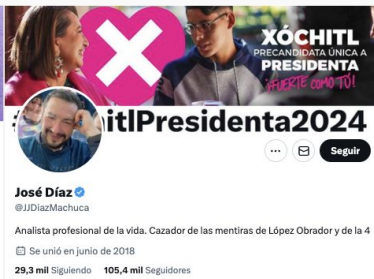 XÓCHITL
PRECANDIDATA ÚNICA A
PRESIDENTA
¡FUERTE COMO TÚ!
hitlPresidenta2024
Seguir
José Díaz
@JJDiazMachuca
Analista profesional de la vida. Cazador de las mentiras de López Obrador y de la 4
Se unió en junio de 2018
29,3 mil Siguiendo 105,4 mil Seguidores